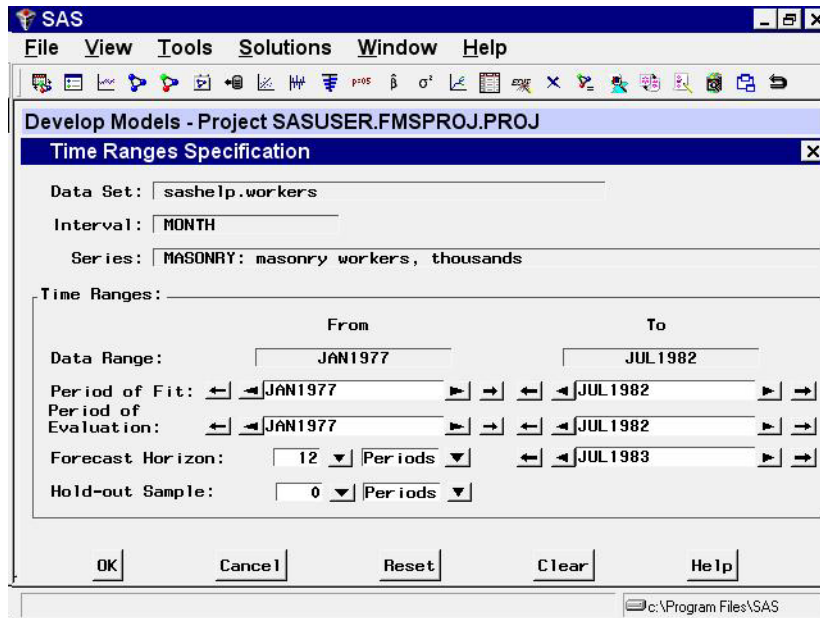 SAS
File View Tools Solutions Window Help
P=05 β̂ σ²
Develop Models - Project SASUSER.FMSPROJ.PROJ
Time Ranges Specification
Data Set: sashelp.workers
Interval: MONTH
Series: MASONRY: masonry workers, thousands
Time Ranges:
From To
Data Range: JAN1977 JUL1982
Period of Fit: JAN1977 JUL1982
Period of
Evaluation: JAN1977 JUL1982
Forecast Horizon: 12 Periods JUL1983
Hold-out Sample: 0 Periods
OK Cancel Reset Clear Help
c:\Program Files\SAS